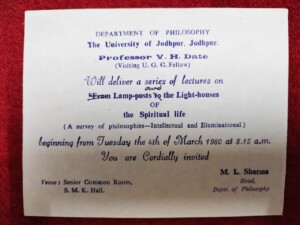 DEPARTMENT OF PHILOSOPHY
The University of Jodhpur, Jodhpur.
Professor V. H. Date
(Visiting U. G. C. Fellow)
Will deliver a series of lectures on
and
"From Lamp-posts to the Light-houses
OF
the Spiritual life
(A survey of philosophies—Intellectual and Illuminational)
beginning from Tuesday the 4th of March 1980 at 8.15 a.m.
You are Cordially invited
M. L. Sharma
Venue: Senior Common Room,
Head,
S. M. K. Hall.
Deptt. of Philosophy